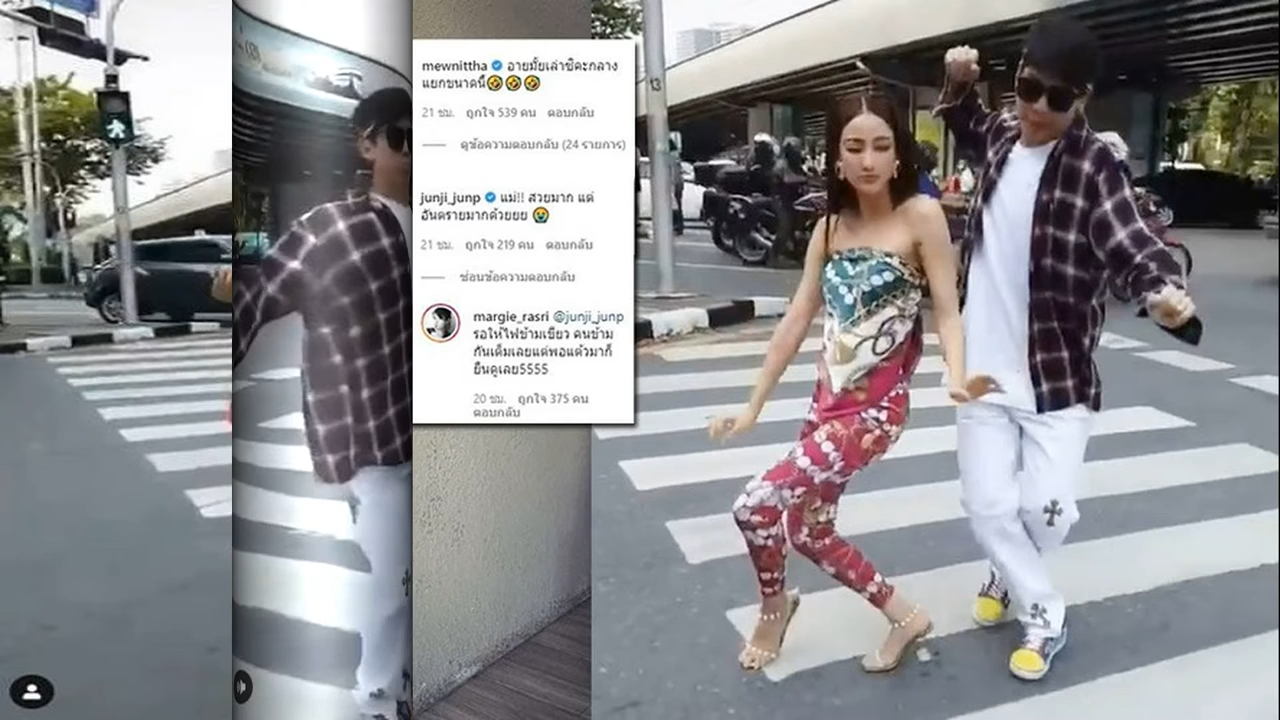 mewnittha อายมั้ยเล่าซิคะกลาง
แยกขนาดนี้🤣🤣🤣
21 ชม. ถูกใจ 539 คน ตอบกลับ
ดูข้อความตอบกลับ (24 รายการ)
junji_junp แม่!! สวยมาก แต่
อันตรายมากด้วยยย 😭
21 ชม. ถูกใจ 219 คน ตอบกลับ
ซ่อนข้อความตอบกลับ
margie_rasri @junji_junp
รอให้ไฟข้ามเขียว คนข้าม
กันเต็มเลยแต่พอแด๊วมาก็
ยืนดูเลย5555
20 ชม. ถูกใจ 375 คน
ตอบกลับ
13